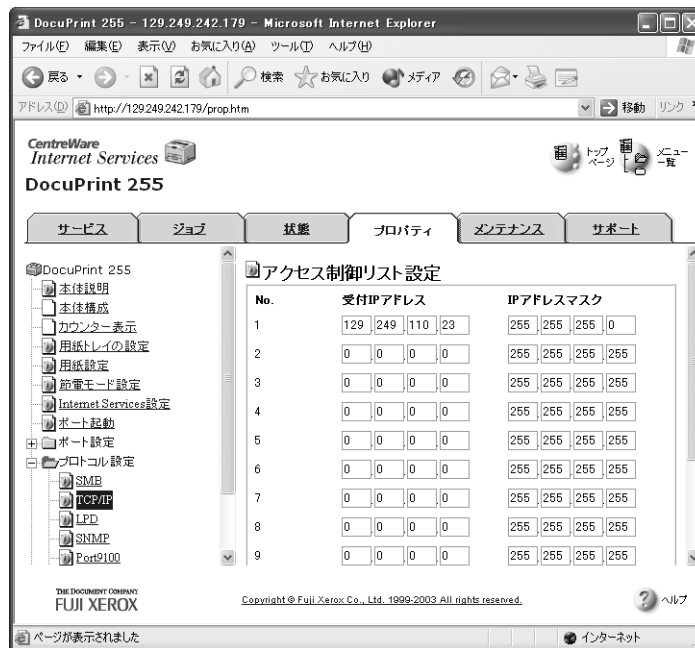 DocuPrint 255 - 129.249.242.179 - Microsoft Internet Explorer
ファイル(F) 編集(E) 表示(V) お気に入り(A) ツール(T) ヘルプ(H)
戻る 検索 お気に入り メディア
アドレス(D) http://129.249.242.179/prop.htm 移動 リンク
CentreWare
Internet Services
DocuPrint 255
トップ
ページ
メニュー
一覧
サービス ジョブ 状態 プロパティ メンテナンス サポート
DocuPrint 255
本体説明
本体構成
カウンター表示
用紙トレイの設定
用紙設定
節電モード設定
Internet Services設定
ポート起動
ポート設定
プロトコル設定
SMB
TCP/IP
LPD
SNMP
Port9100
アクセス制御リスト設定
No. 受付IPアドレス IPアドレスマスク
1 129 .249 .110 .23 255 .255 .255 .0
2 0 .0 .0 .0 255 .255 .255 .255
3 0 .0 .0 .0 255 .255 .255 .255
4 0 .0 .0 .0 255 .255 .255 .255
5 0 .0 .0 .0 255 .255 .255 .255
6 0 .0 .0 .0 255 .255 .255 .255
7 0 .0 .0 .0 255 .255 .255 .255
8 0 .0 .0 .0 255 .255 .255 .255
9 0 .0 .0 .0 255 .255 .255 .255
THE DOCUMENT COMPANY
FUJI XEROX
Copyright © Fuji Xerox Co., Ltd. 1999-2003 All rights reserved.
ヘルプ
ページが表示されました インターネット